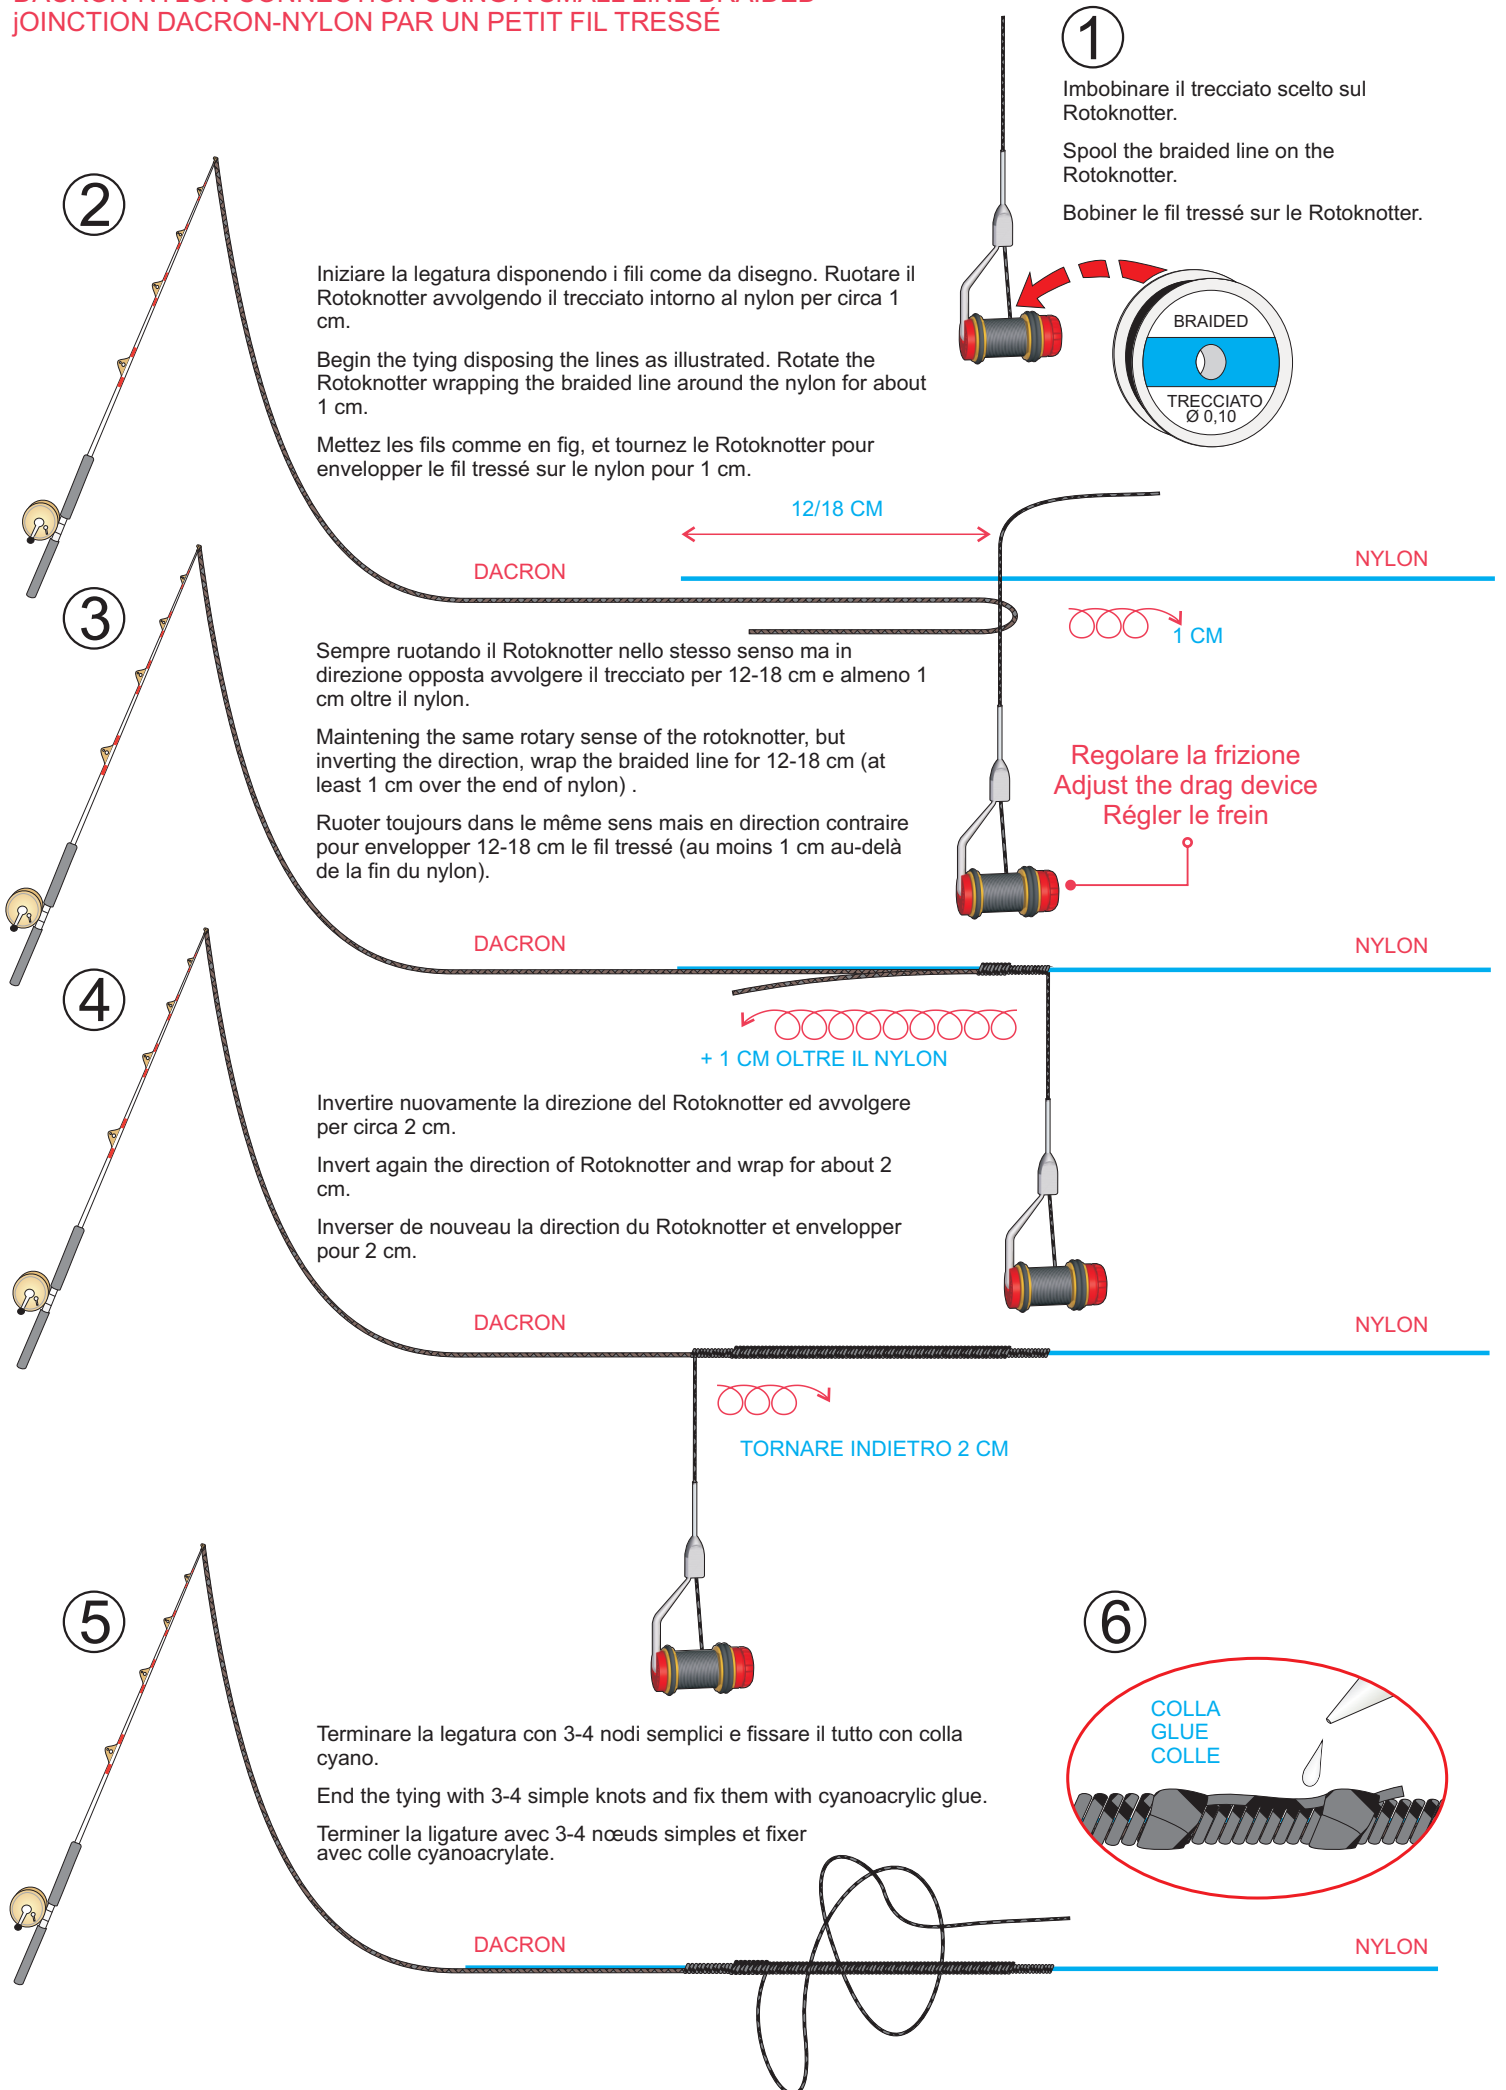 jOINCTION DACRON-NYLON PAR UN PETIT FIL TRESSÉ
1
Imbobinare il trecciato scelto sul
Rotoknotter.
Spool the braided line on the
Rotoknotter.
Bobiner le fil tressé sur le Rotoknotter.
BRAIDED
TRECCIATO
Ø 0,10
2
Iniziare la legatura disponendo i fili come da disegno. Ruotare il
Rotoknotter avvolgendo il trecciato intorno al nylon per circa 1
cm.
Begin the tying disposing the lines as illustrated. Rotate the
Rotoknotter wrapping the braided line around the nylon for about
1 cm.
Mettez les fils comme en fig, et tournez le Rotoknotter pour
envelopper le fil tressé sur le nylon pour 1 cm.
12/18 CM
DACRON
NYLON
1 CM
3
Sempre ruotando il Rotoknotter nello stesso senso ma in
direzione opposta avvolgere il trecciato per 12-18 cm e almeno 1
cm oltre il nylon.
Maintening the same rotary sense of the rotoknotter, but
inverting the direction, wrap the braided line for 12-18 cm (at
least 1 cm over the end of nylon) .
Ruoter toujours dans le même sens mais en direction contraire
pour envelopper 12-18 cm le fil tressé (au moins 1 cm au-delà
de la fin du nylon).
Regolare la frizione
Adjust the drag device
Régler le frein
DACRON
NYLON
+ 1 CM OLTRE IL NYLON
4
Invertire nuovamente la direzione del Rotoknotter ed avvolgere
per circa 2 cm.
Invert again the direction of Rotoknotter and wrap for about 2
cm.
Inverser de nouveau la direction du Rotoknotter et envelopper
pour 2 cm.
DACRON
NYLON
TORNARE INDIETRO 2 CM
5
Terminare la legatura con 3-4 nodi semplici e fissare il tutto con colla
cyano.
End the tying with 3-4 simple knots and fix them with cyanoacrylic glue.
Terminer la ligature avec 3-4 nœuds simples et fixer
avec colle cyanoacrylate.
DACRON
NYLON
6
COLLA
GLUE
COLLE